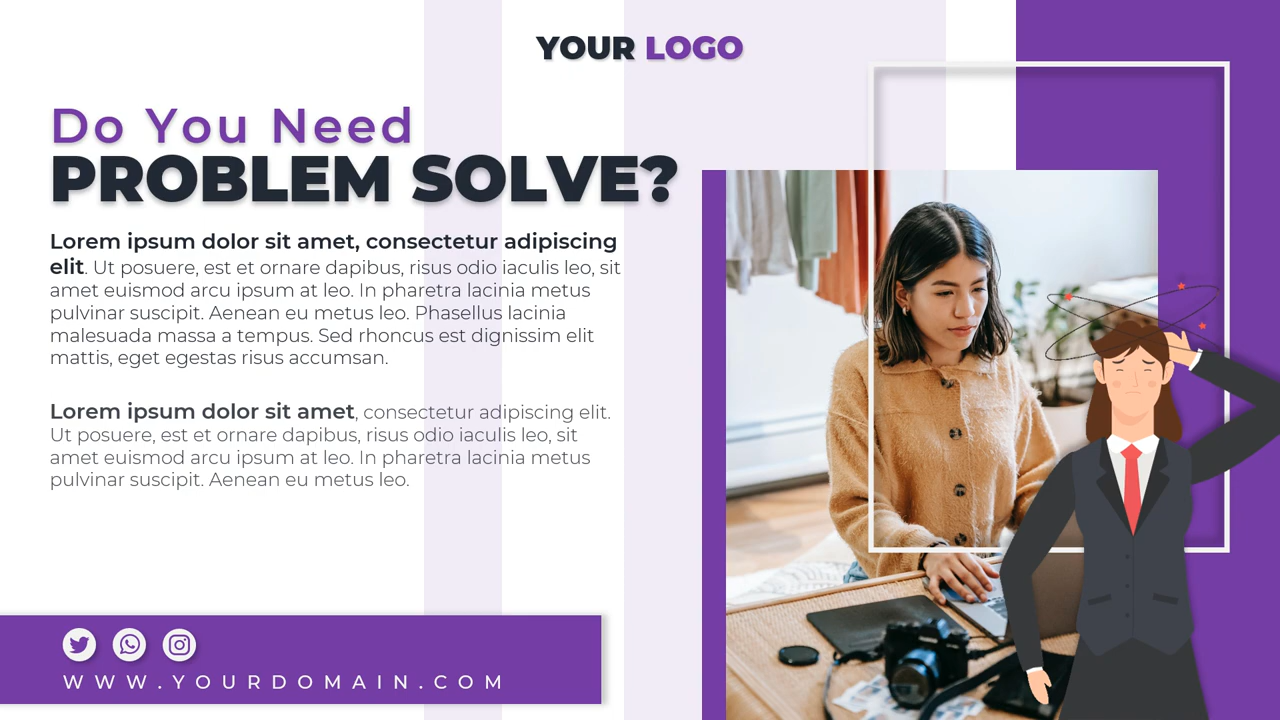 YOUR LOGO
Do You Need
PROBLEM SOLVE?
Lorem ipsum dolor sit amet, consectetur adipiscing
elit. Ut posuere, est et ornare dapibus, risus odio iaculis leo, sit
amet euismod arcu ipsum at leo. In pharetra lacinia metus
pulvinar suscipit. Aenean eu metus leo. Phasellus lacinia
malesuada massa a tempus. Sed rhoncus est dignissim elit
mattis, eget egestas risus accumsan.
Lorem ipsum dolor sit amet, consectetur adipiscing elit.
Ut posuere, est et ornare dapibus, risus odio iaculis leo, sit
amet euismod arcu ipsum at leo. In pharetra lacinia metus
pulvinar suscipit. Aenean eu metus leo.
WWW.YOURDOMAIN.COM